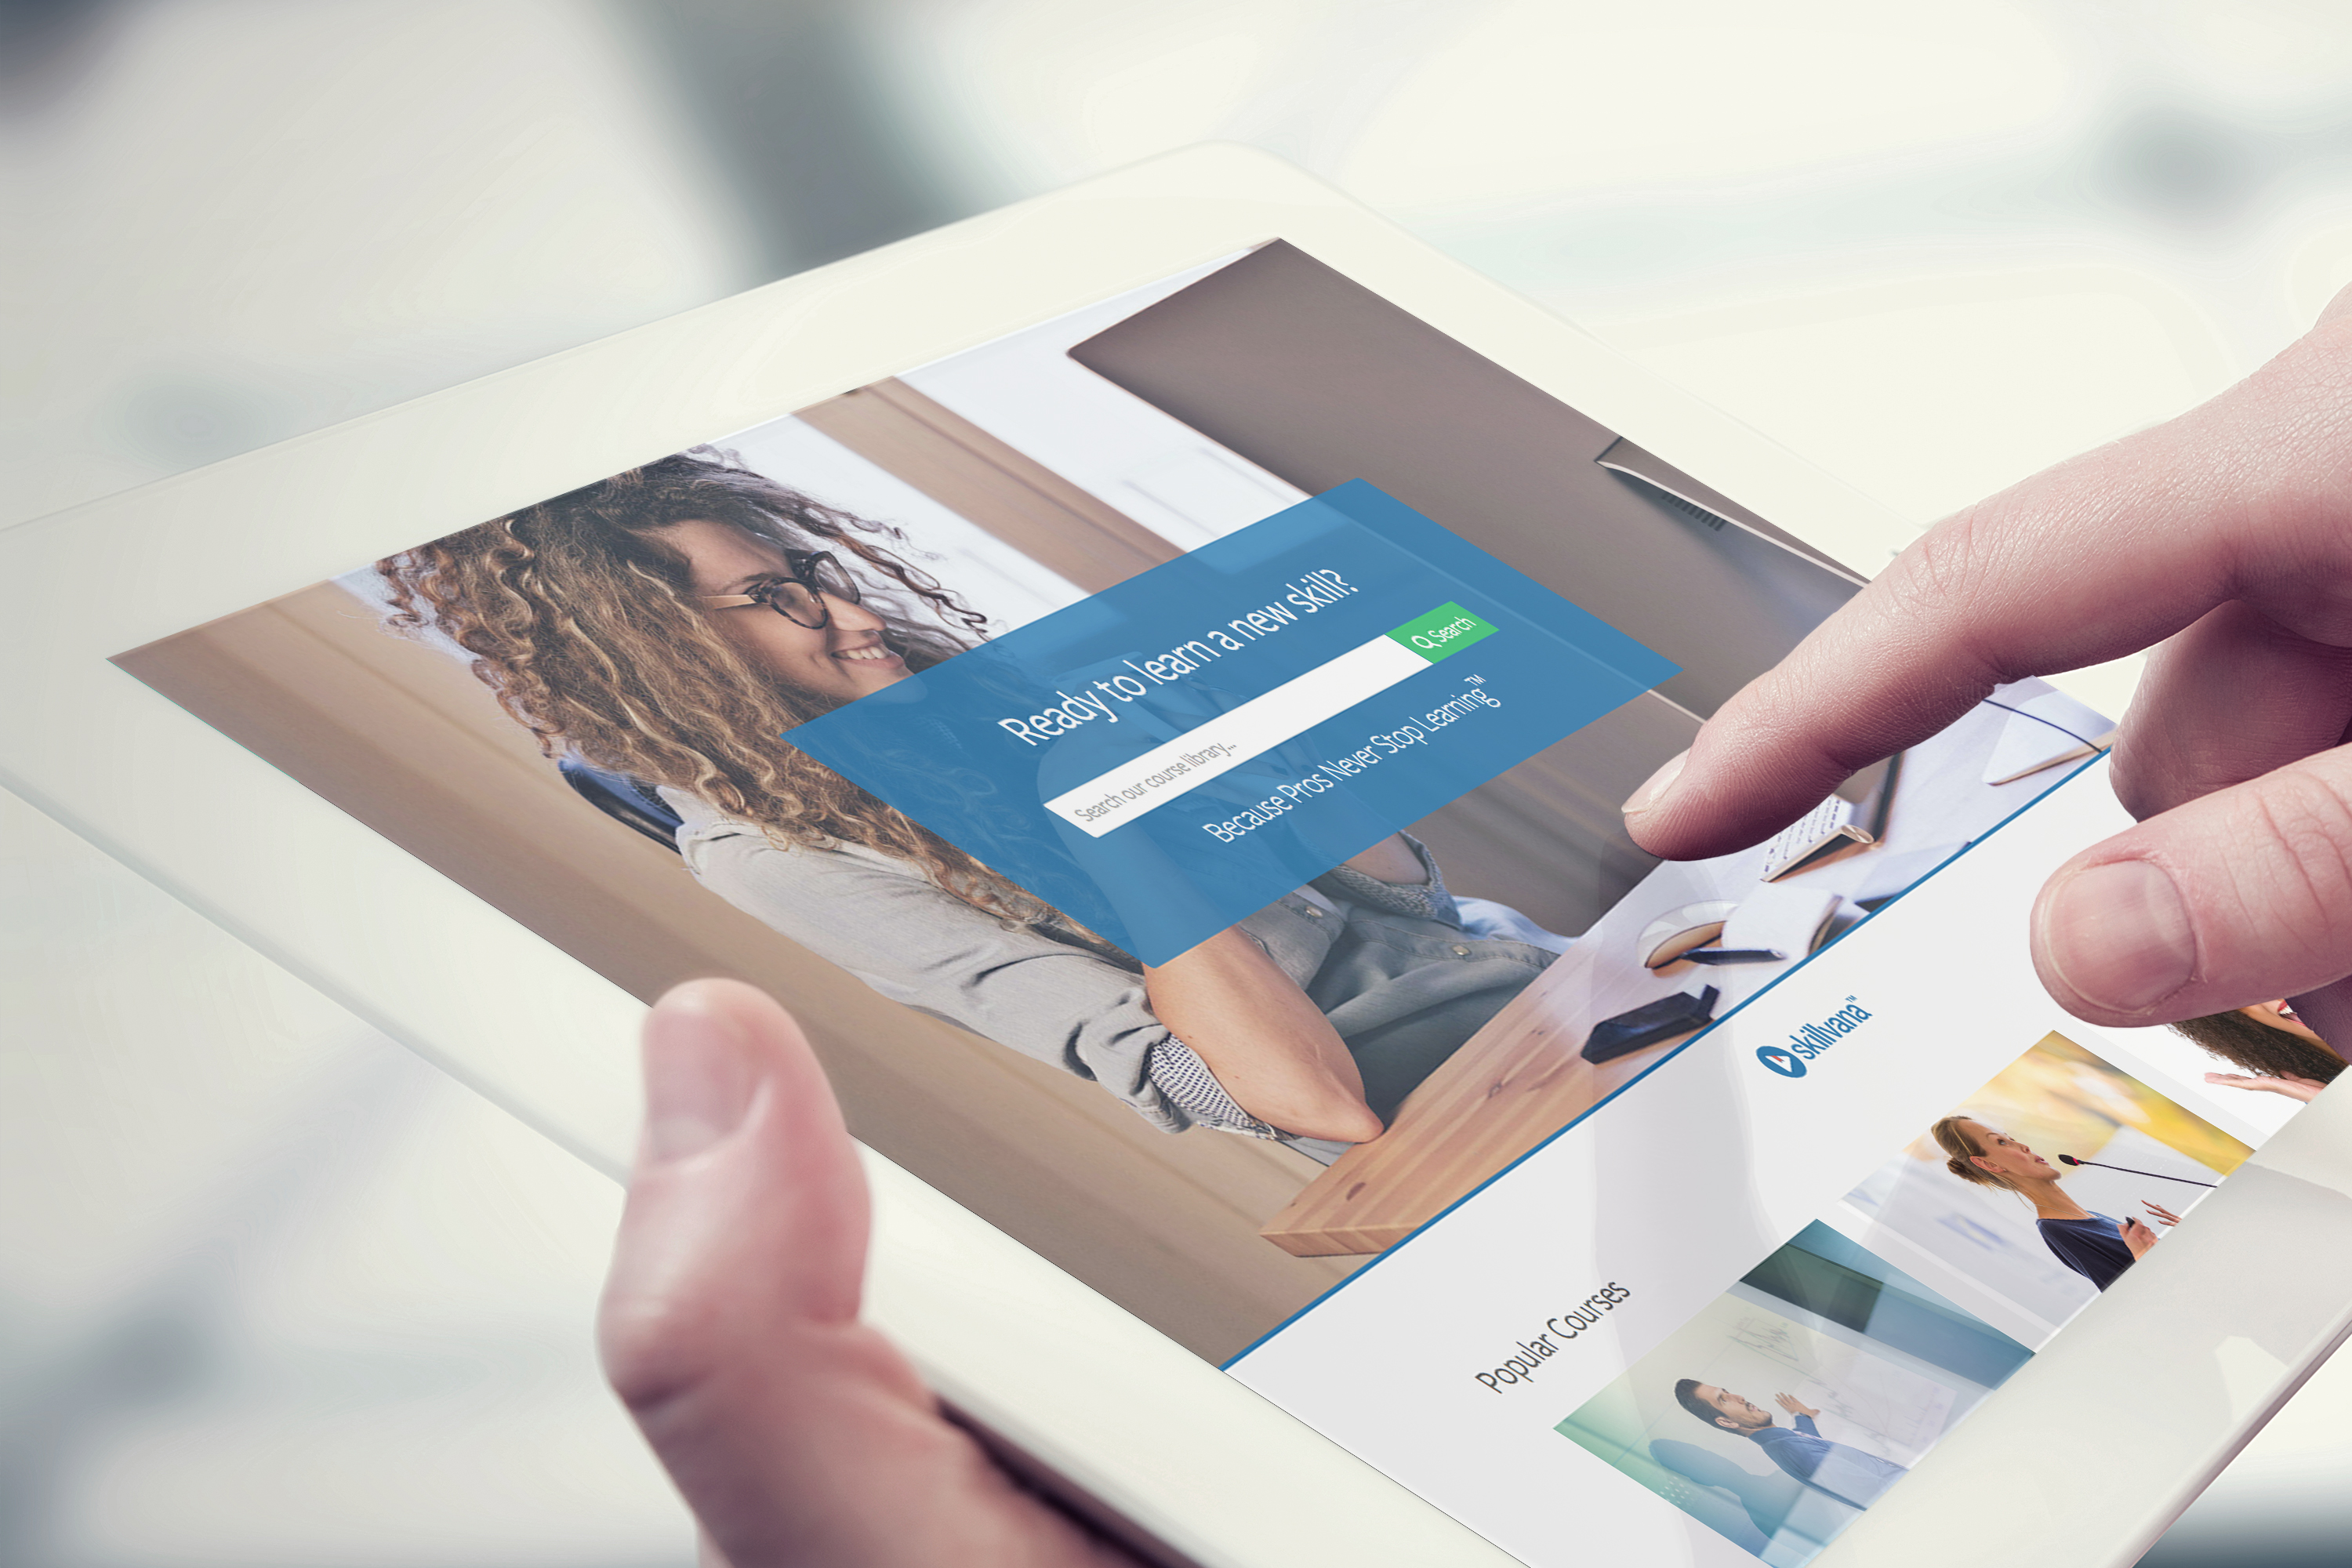 Ready to learn a new skill?
Search our course library...
Search
Because Pros Never Stop Learning™
skillvana™
Popular Courses